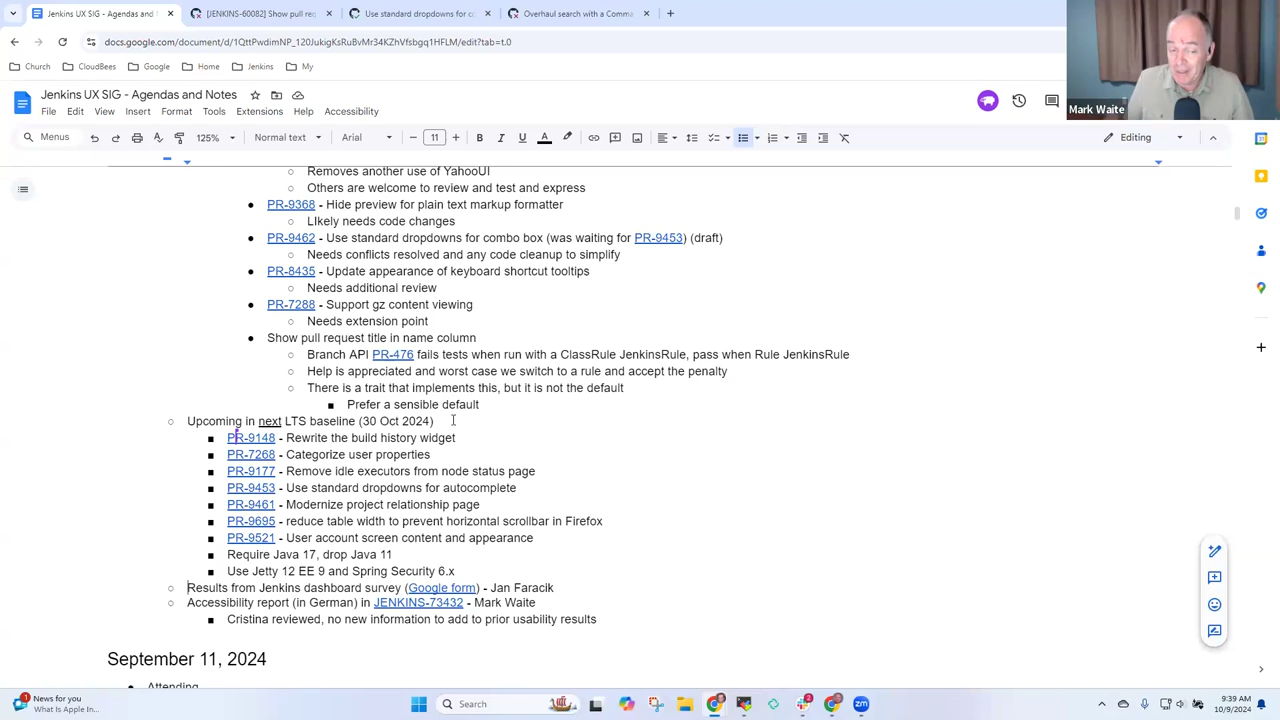 Jenkins UX SIG - Agendas and N
[JENKINS-60082] Show pull req
Use standard dropdowns for co
Overhaul search with a Comma
docs.google.com/document/d/1QttPwdimNP_120JukigKsRuBvMr34KZhVfsbgq1HFLM/edit?tab=t.0
Church
CloudBees
Google
Home
Jenkins
My
Jenkins UX SIG - Agendas and Notes
File Edit View Insert Format Tools Extensions Help Accessibility
Mark Waite
Menus
125%
Normal text
Arial
11
Editing
Removes another use of YahooUI
Others are welcome to review and test and express
PR-9368 - Hide preview for plain text markup formatter
LIkely needs code changes
PR-9462 - Use standard dropdowns for combo box (was waiting for PR-9453) (draft)
Needs conflicts resolved and any code cleanup to simplify
PR-8435 - Update appearance of keyboard shortcut tooltips
Needs additional review
PR-7288 - Support gz content viewing
Needs extension point
Show pull request title in name column
Branch API PR-476 fails tests when run with a ClassRule JenkinsRule, pass when Rule JenkinsRule
Help is appreciated and worst case we switch to a rule and accept the penalty
There is a trait that implements this, but it is not the default
Prefer a sensible default
Upcoming in next LTS baseline (30 Oct 2024)
PR-9148 - Rewrite the build history widget
PR-7268 - Categorize user properties
PR-9177 - Remove idle executors from node status page
PR-9453 - Use standard dropdowns for autocomplete
PR-9461 - Modernize project relationship page
PR-9695 - reduce table width to prevent horizontal scrollbar in Firefox
PR-9521 - User account screen content and appearance
Require Java 17, drop Java 11
Use Jetty 12 EE 9 and Spring Security 6.x
Results from Jenkins dashboard survey (Google form) - Jan Faracik
Accessibility report (in German) in JENKINS-73432 - Mark Waite
Cristina reviewed, no new information to add to prior usability results
September 11, 2024
Attending
News for you
What Is Apple In...
Search
9:39 AM
10/9/2024